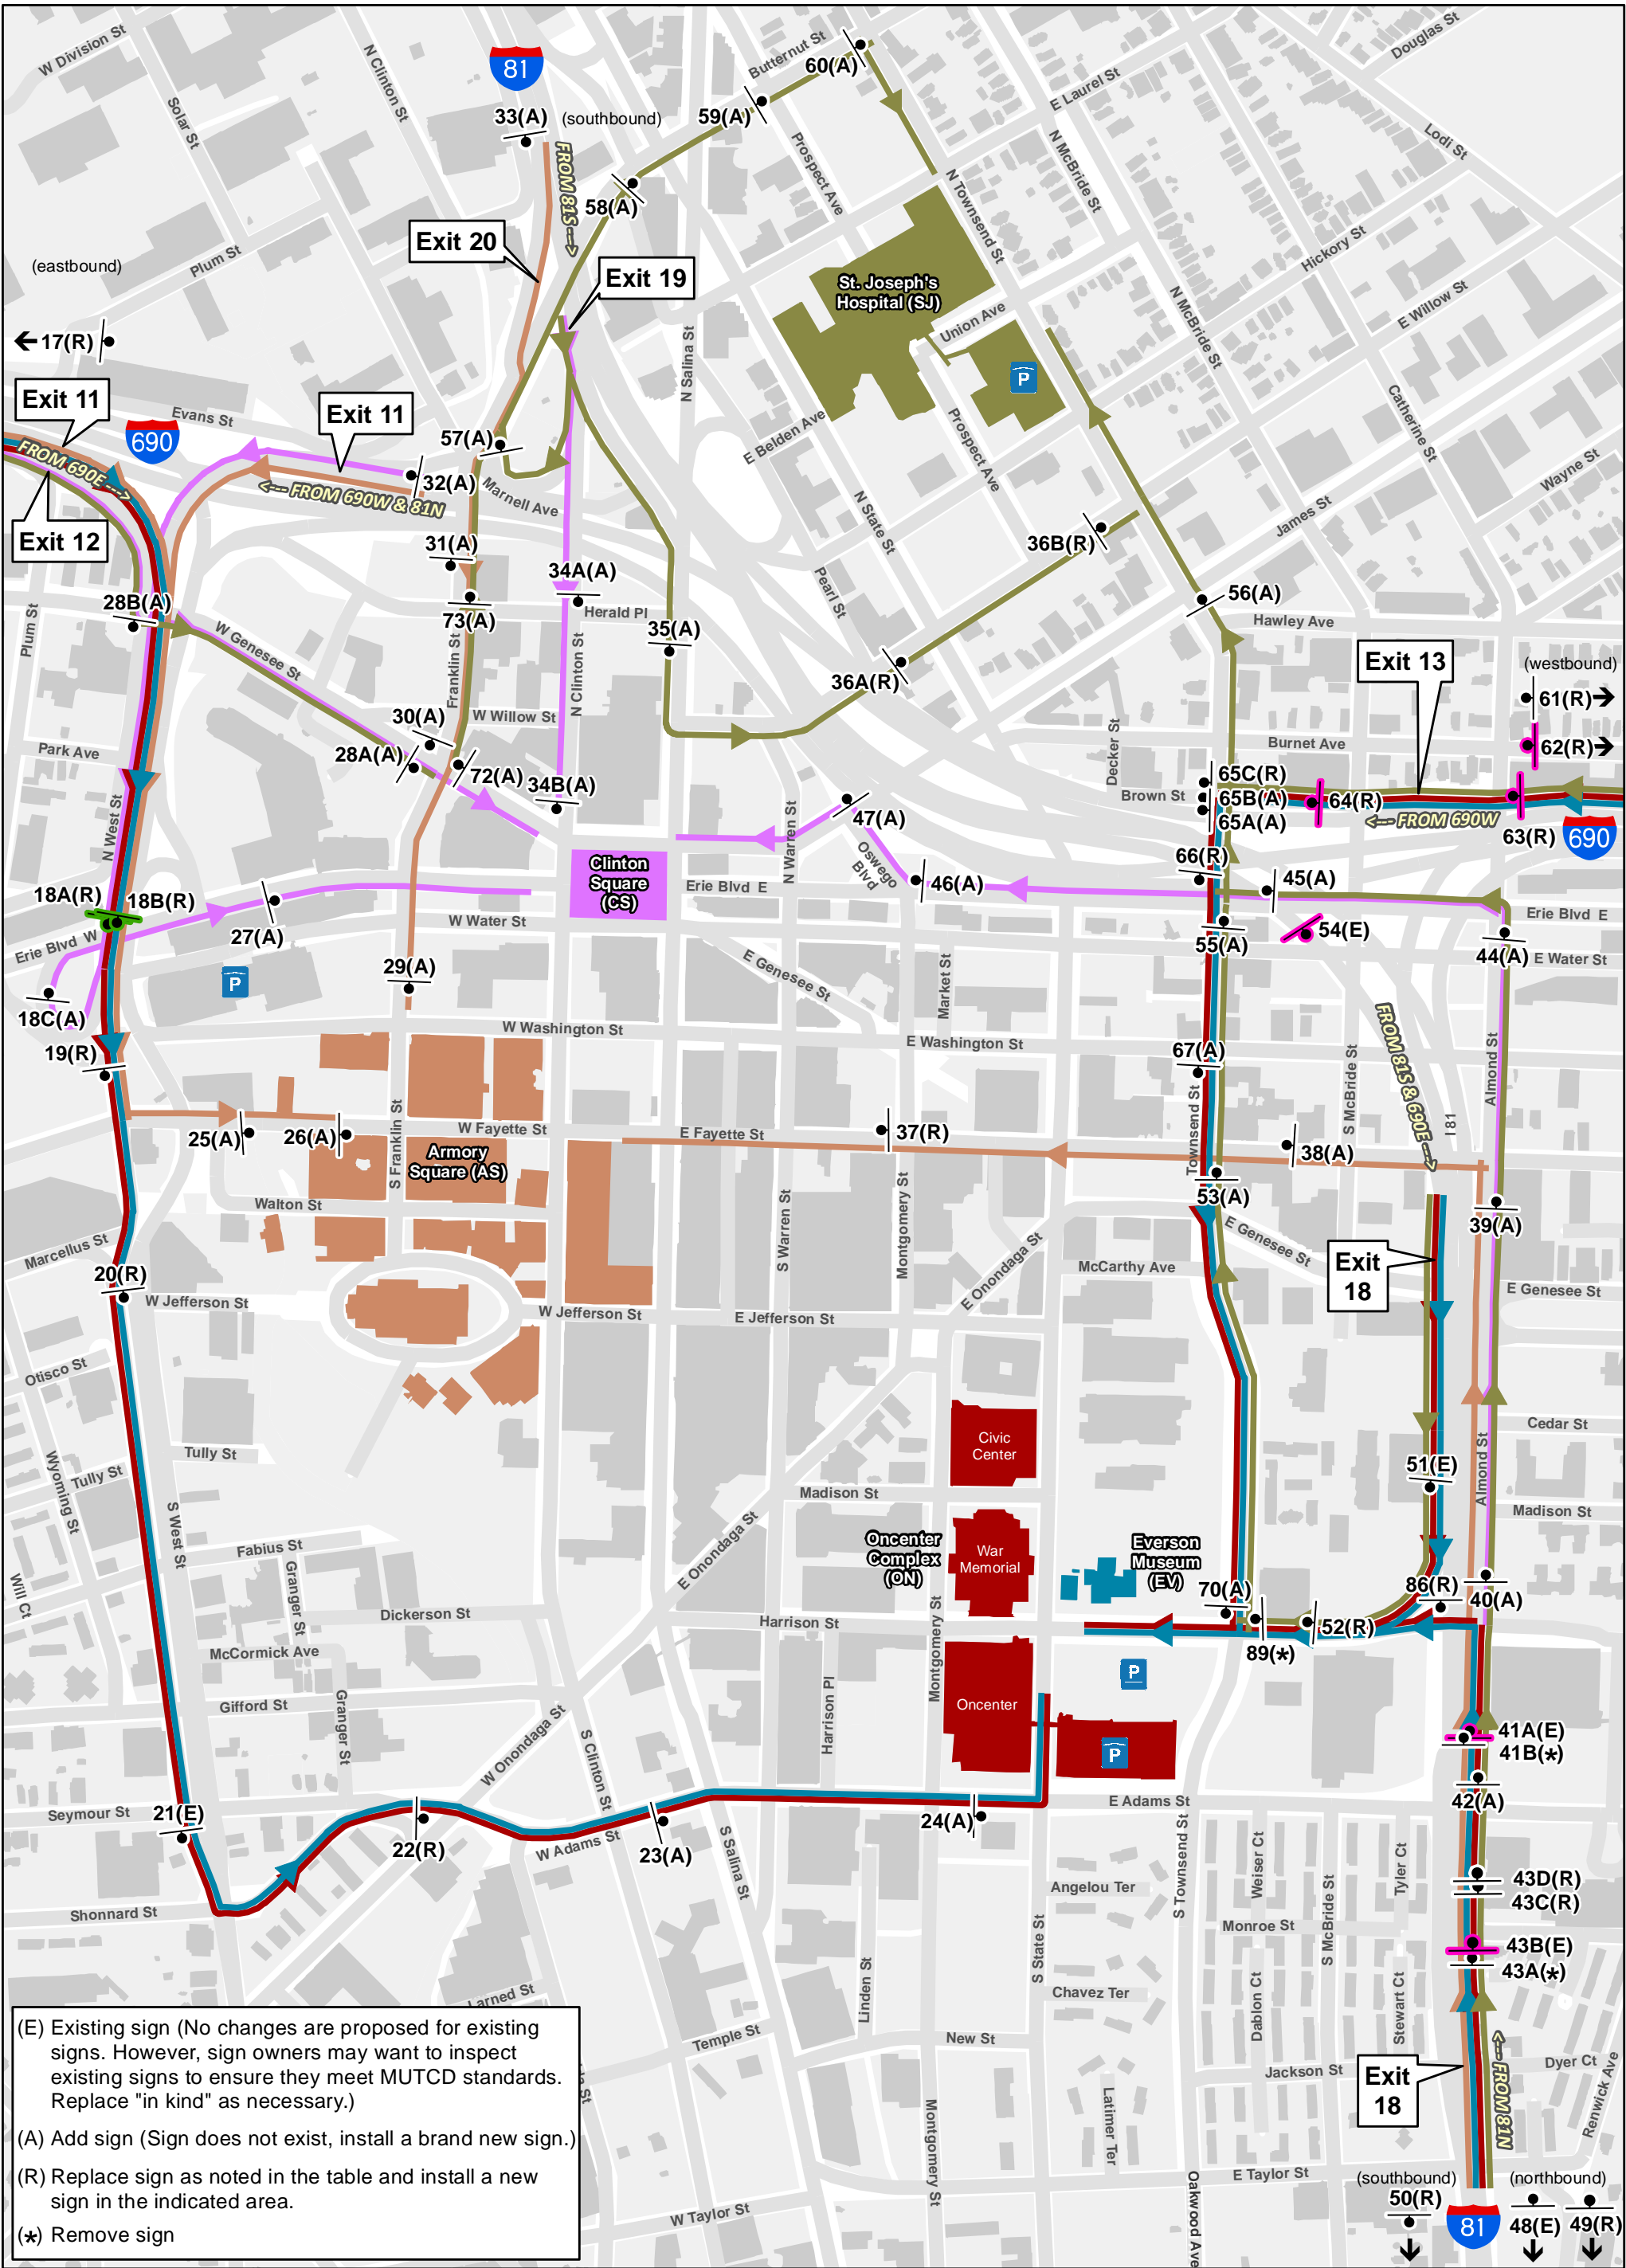 W Division St
Solar St
N Clinton St
81
33(A)
(southbound)
FROM 81S --->
Butternut St
60(A)
59(A)
58(A)
Prospect Ave
Douglas St
E Laurel St
N McBride St
Lodi St
N Townsend St
Hickory St
E Willow St
(eastbound)
Plum St
Exit 20
Exit 19
St. Joseph's
Hospital (SJ)
Union Ave
P
N McBride St
17(R)
Exit 11
Evans St
690
Exit 11
N Salina St
E Belden Ave
Prospect Ave
Catherine St
Wayne St
FROM 690E --->
57(A)
32(A)
<--- FROM 690W & 81N
Marnell Ave
N State St
James St
Exit 12
31(A)
36B(R)
34A(A)
Pearl St
56(A)
28B(A)
73(A)
Herald Pl
Hawley Ave
Plum St
W Genesee St
Franklin St
35(A)
N Clinton St
36A(R)
Exit 13
(westbound)
61(R)
30(A)
W Willow St
Park Ave
28A(A)
72(A)
34B(A)
Decker St
Burnet Ave
62(R)
65C(R)
Brown St
65B(A)
65A(A)
64(R)
<--- FROM 690W
63(R)
690
N West St
N Warren St
47(A)
Oswego
Blvd
66(R)
Clinton
Square
(CS)
Erie Blvd E
46(A)
45(A)
18A(R)
18B(R)
W Water St
Erie Blvd E
Erie Blvd W
27(A)
54(E)
55(A)
44(A)
E Water St
P
29(A)
E Genesee St
Market St
18C(A)
W Washington St
E Washington St
FROM 81S & 690E --->
19(R)
67(A)
Almond St
S McBride St
I 81
25(A)
26(A)
S Franklin St
W Fayette St
E Fayette St
37(R)
Townsend St
38(A)
Armory
Square (AS)
53(A)
39(A)
Walton St
S Warren St
Montgomery St
E Genesee St
Marcellus St
E Onondaga St
McCarthy Ave
Exit
18
20(R)
W Jefferson St
W Jefferson St
E Jefferson St
E Genesee St
Otisco St
Civic
Center
Cedar St
Tully St
Tully St
Wyoming St
51(E)
Almond St
Madison St
Madison St
S West St
E Onondaga St
Fabius St
Granger St
Will Ct
Oncenter
Complex
(ON)
War
Memorial
Everson
Museum
(EV)
70(A)
86(R)
40(A)
Dickerson St
Harrison St
Montgomery St
52(R)
89(*)
McCormick Ave
Gifford St
Granger St
W Onondaga St
S Clinton St
Harrison Pl
Oncenter
P
P
41A(E)
41B(*)
42(A)
Seymour St
21(E)
22(R)
W Adams St
23(A)
24(A)
E Adams St
S Salina St
S Townsend St
Weiser Ct
Tyler Ct
43D(R)
43C(R)
Angelou Ter
Shonnard St
Monroe St
S McBride St
43B(E)
43A(*)
S State St
Linden St
Larned St
Chavez Ter
Dablon Ct
Stewart Ct
<--- FROM 81N
Temple St
New St
Jackson St
Dyer Ct
Exit
18
Renwick Ave
Latimer Ter
Montgomery St
Oakwood Ave
E Taylor St
W Taylor St
(southbound)
50(R)
81
(northbound)
48(E)
49(R)
(E) Existing sign (No changes are proposed for existing
signs. However, sign owners may want to inspect
existing signs to ensure they meet MUTCD standards.
Replace "in kind" as necessary.)
(A) Add sign (Sign does not exist, install a brand new sign.)
(R) Replace sign as noted in the table and install a new
sign in the indicated area.
(*) Remove sign